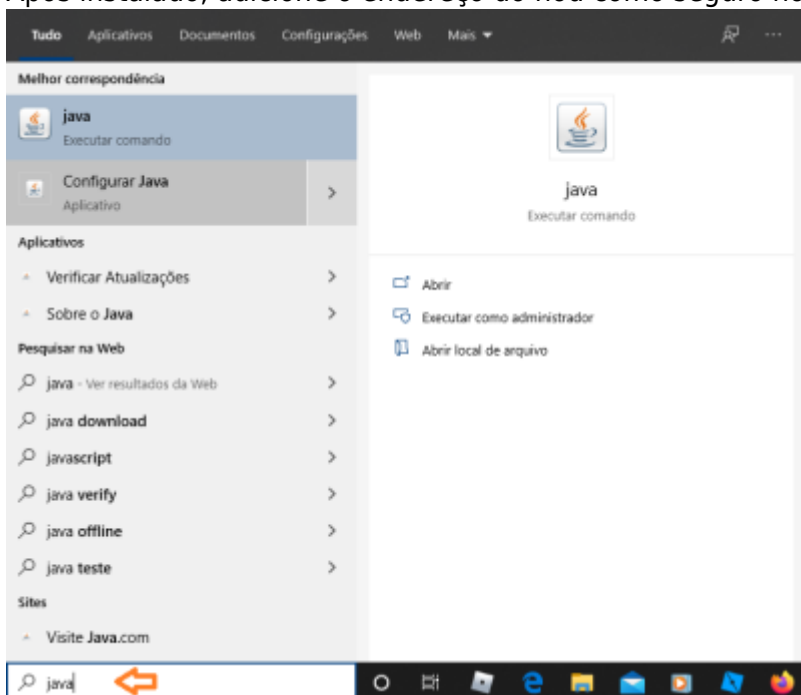 Após instalado, adicione o endereço do nod como seguro no
Tudo Aplicativos Documentos Configurações Web Mais
Melhor correspondência
java
Executar comando
Configurar Java
Aplicativo
Aplicativos
Verificar Atualizações
Sobre o Java
Pesquisar na Web
java - Ver resultados da Web
java download
javascript
java verify
java offline
java teste
Sites
Visite Java.com
java
java
Executar comando
Abrir
Executar como administrador
Abrir local de arquivo